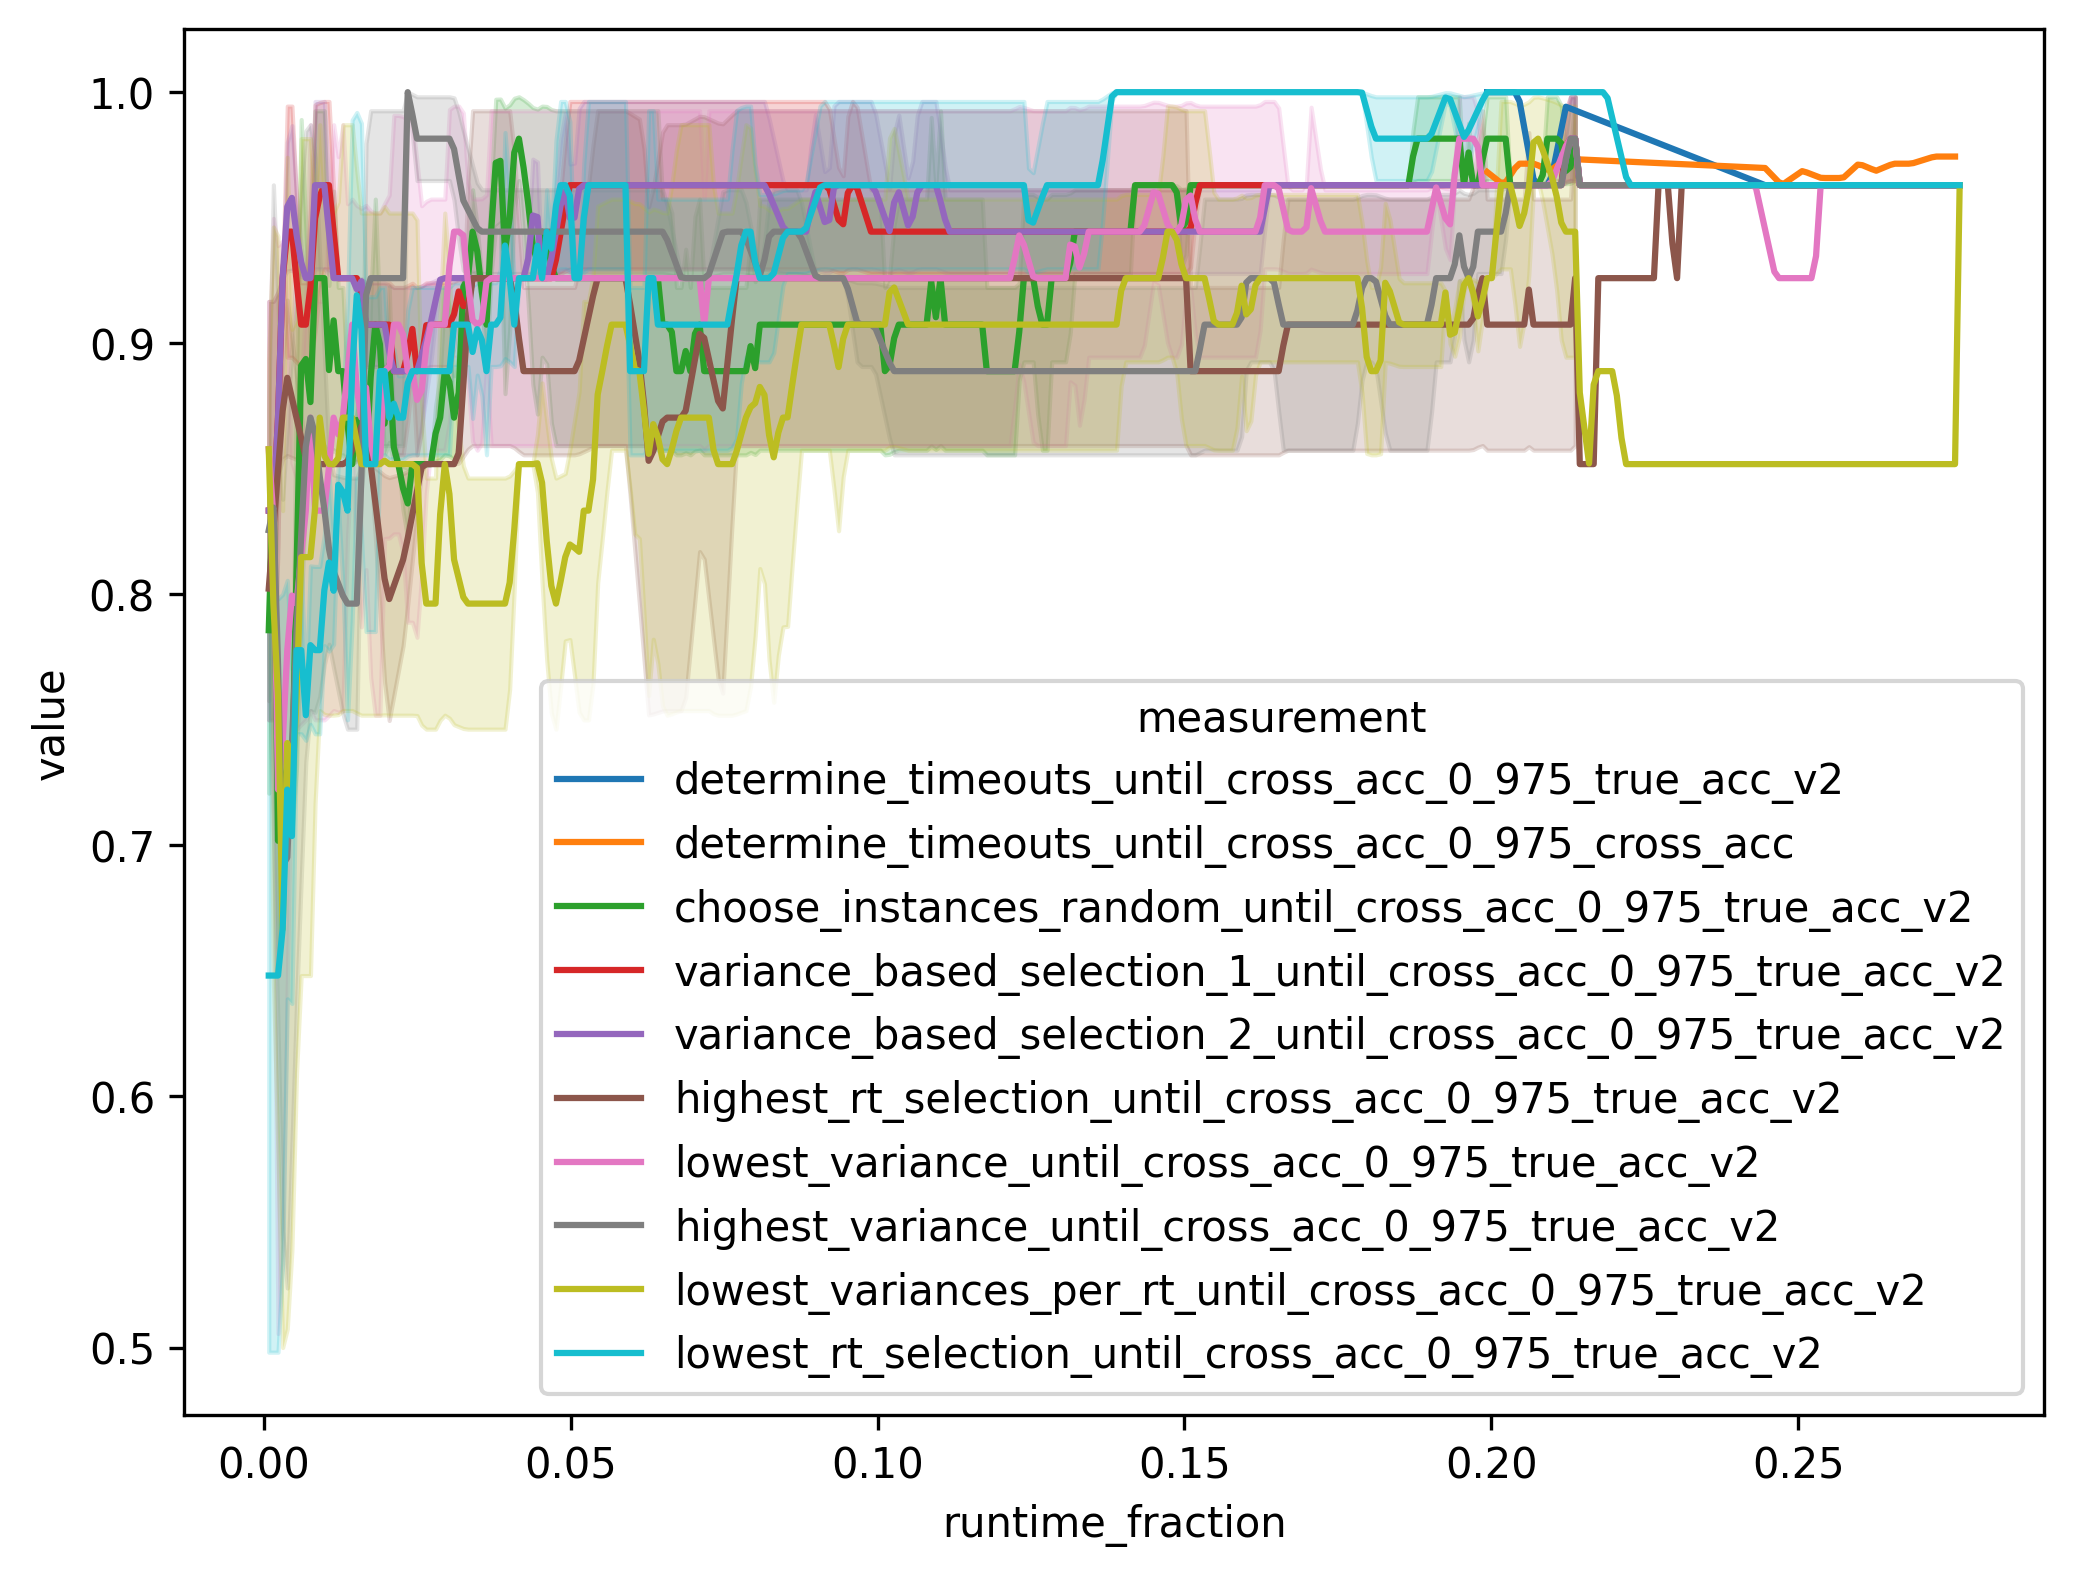 1.0
0.9
0.8
0.7
0.6
0.5
value
measurement
determine_timeouts_until_cross_acc_0_975_true_acc_v2
determine_timeouts_until_cross_acc_0_975_cross_acc
choose_instances_random_until_cross_acc_0_975_true_acc_v2
variance_based_selection_1_until_cross_acc_0_975_true_acc_v2
variance_based_selection_2_until_cross_acc_0_975_true_acc_v2
highest_rt_selection_until_cross_acc_0_975_true_acc_v2
lowest_variance_until_cross_acc_0_975_true_acc_v2
highest_variance_until_cross_acc_0_975_true_acc_v2
lowest_variances_per_rt_until_cross_acc_0_975_true_acc_v2
lowest_rt_selection_until_cross_acc_0_975_true_acc_v2
0.00 0.05 0.10 0.15 0.20 0.25
runtime_fraction